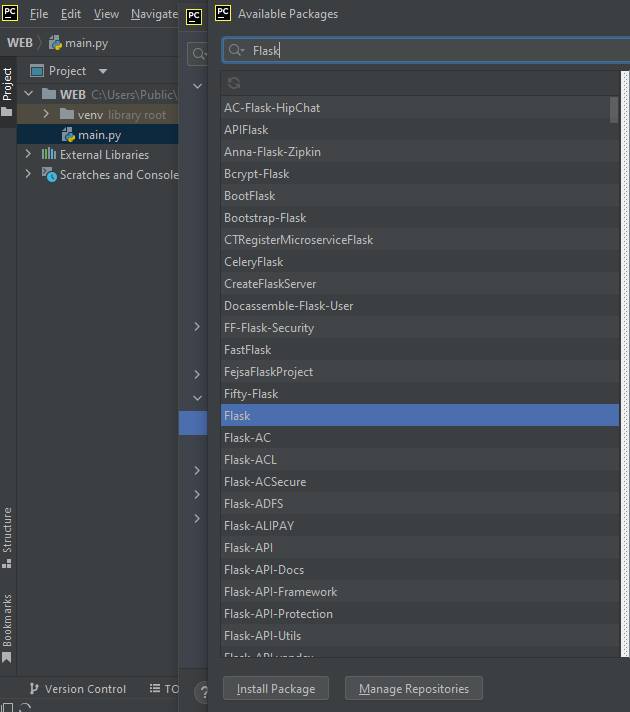 PC File Edit View Navigate
WEB main.py
Project
Project
WEB C:\Users\Public\
venv library root
main.py
External Libraries
Scratches and Console
Structure
Bookmarks
Version Control TO
PC
?
PC Available Packages
Flask
AC-Flask-HipChat
APIFlask
Anna-Flask-Zipkin
Bcrypt-Flask
BootFlask
Bootstrap-Flask
CTRegisterMicroserviceFlask
CeleryFlask
CreateFlaskServer
Docassemble-Flask-User
FF-Flask-Security
FastFlask
FejsaFlaskProject
Fifty-Flask
Flask
Flask-AC
Flask-ACL
Flask-ACSecure
Flask-ADFS
Flask-ALIPAY
Flask-API
Flask-API-Docs
Flask-API-Framework
Flask-API-Protection
Flask-API-Utils
Install Package Manage Repositories